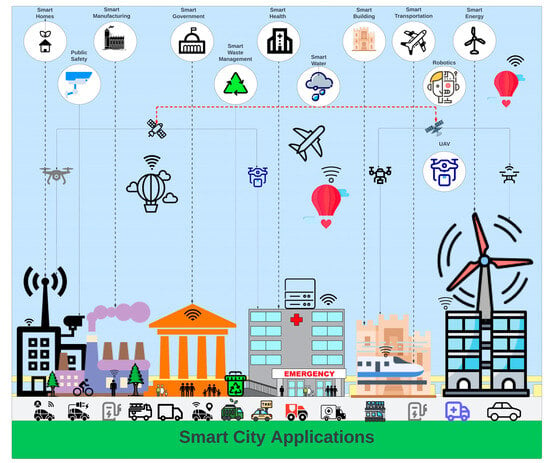 Smart
Homes
Smart
Manufacturing
Smart
Government
Smart
Health
Smart
Building
Smart
Transportation
Smart
Energy
Public
Safety
Smart
Waste
Management
Smart
Water
Robotics
UAV
EMERGENCY
Smart City Applications